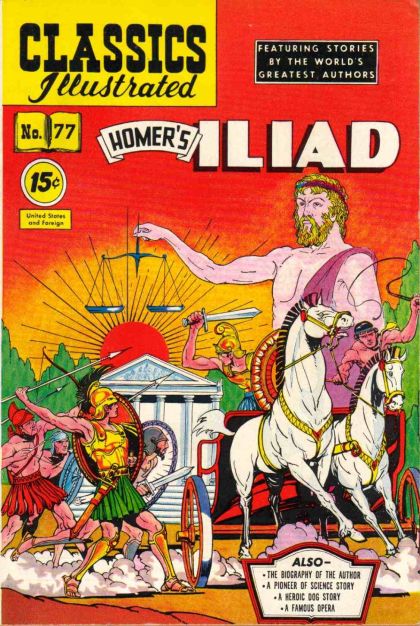 CLASSICS
Illustrated
FEATURING STORIES
BY THE WORLD'S
GREATEST AUTHORS
No. 77
HOMER'S ILIAD
15¢
United States
and Foreign
ALSO—
• THE BIOGRAPHY OF THE AUTHOR
• A PIONEER OF SCIENCE STORY
• A HEROIC DOG STORY
• A FAMOUS OPERA